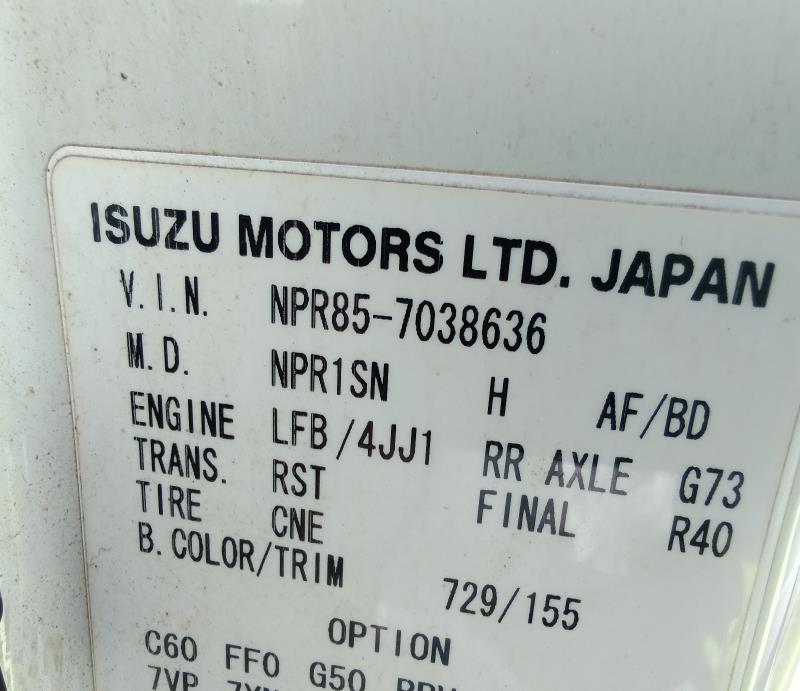 ISUZU MOTORS LTD. JAPAN
V.I.N. NPR85-7038636
M.D. NPR1SN H AF/BD
ENGINE LFB/4JJ1 RR AXLE G73
TRANS. RST FINAL R40
TIRE CNE
B.COLOR/TRIM 729/155
OPTION
C60 FF0 G50
7VP